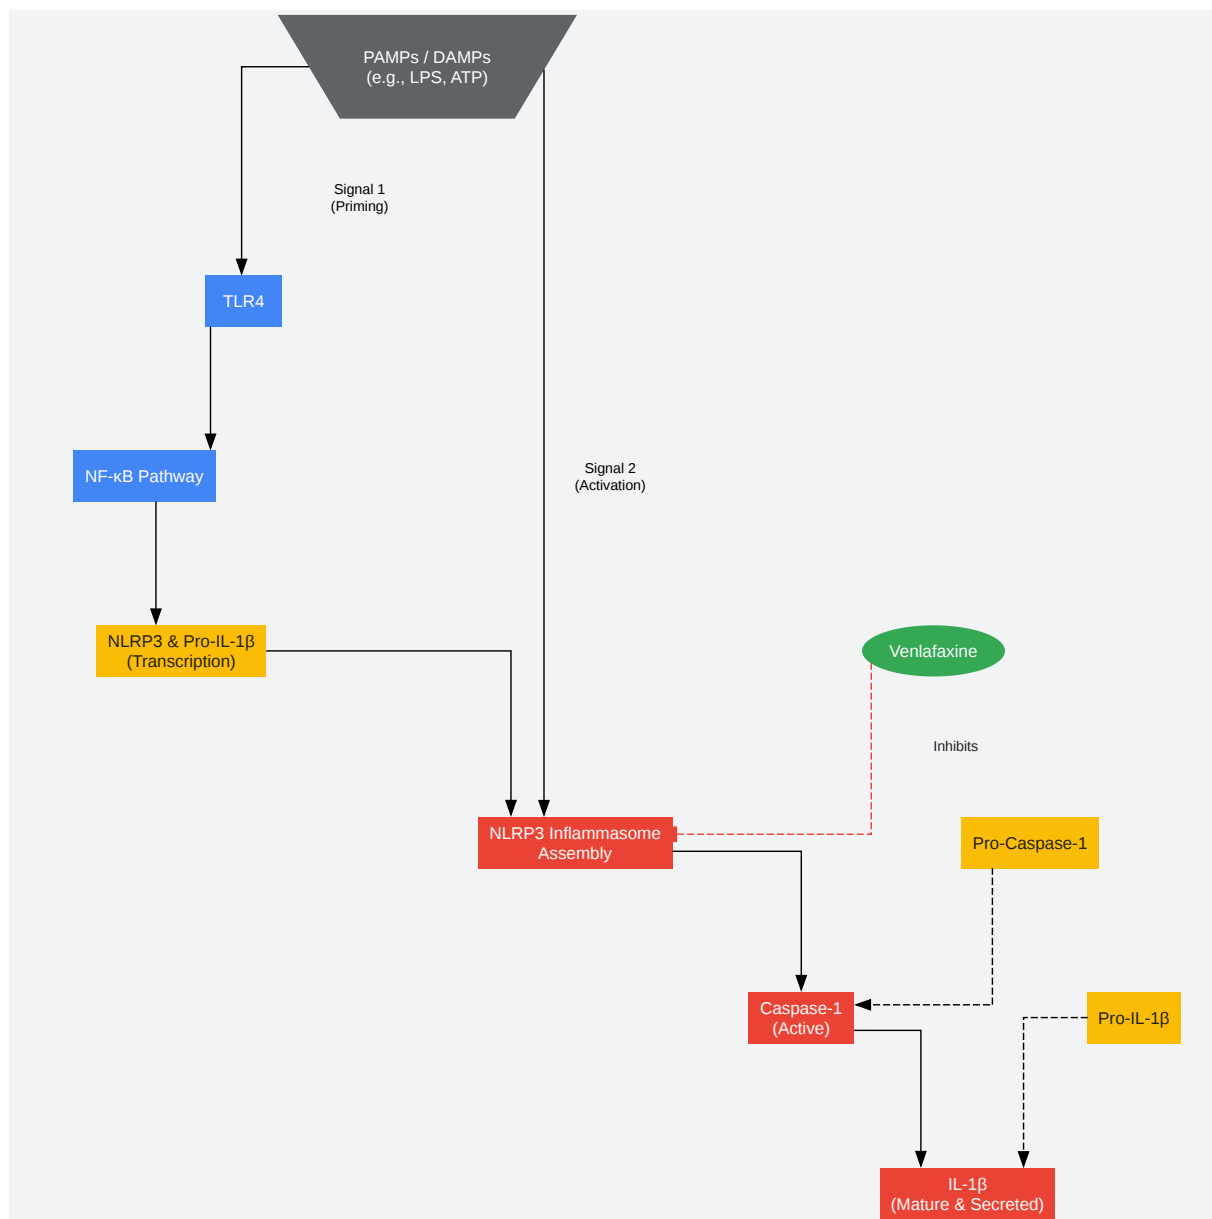 PAMPs / DAMPs
(e.g., LPS, ATP)
Signal 1
(Priming)
TLR4
NF-κB Pathway
Signal 2
(Activation)
NLRP3 & Pro-IL-1β
(Transcription)
Venlafaxine
Inhibits
NLRP3 Inflammasome
Assembly
Pro-Caspase-1
Caspase-1
(Active)
Pro-IL-1β
IL-1β
(Mature & Secreted)